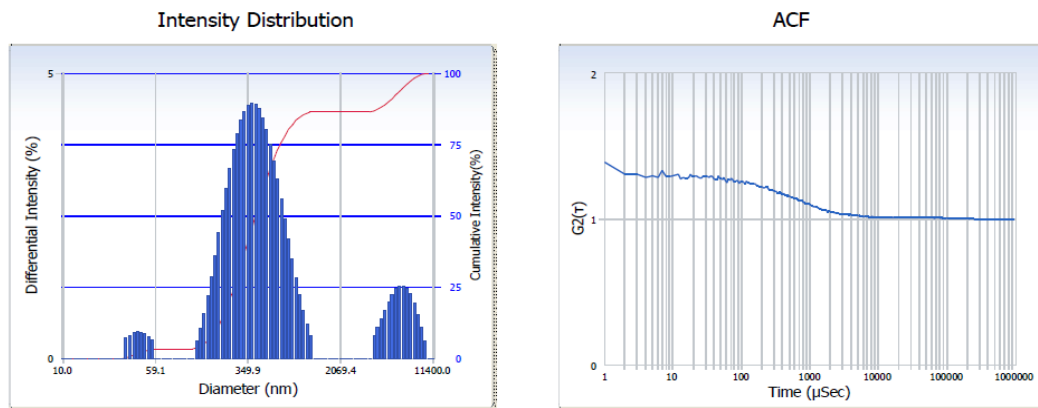 Intensity Distribution
5
0
Differential Intensity (%)
100
75
50
25
0
Cumulative Intensity(%)
10.0 59.1 349.9 2069.4 11400.0
Diameter (nm)
ACF
2
1
0
G2(τ)
1 10 100 1000 10000 100000 1000000
Time (μSec)